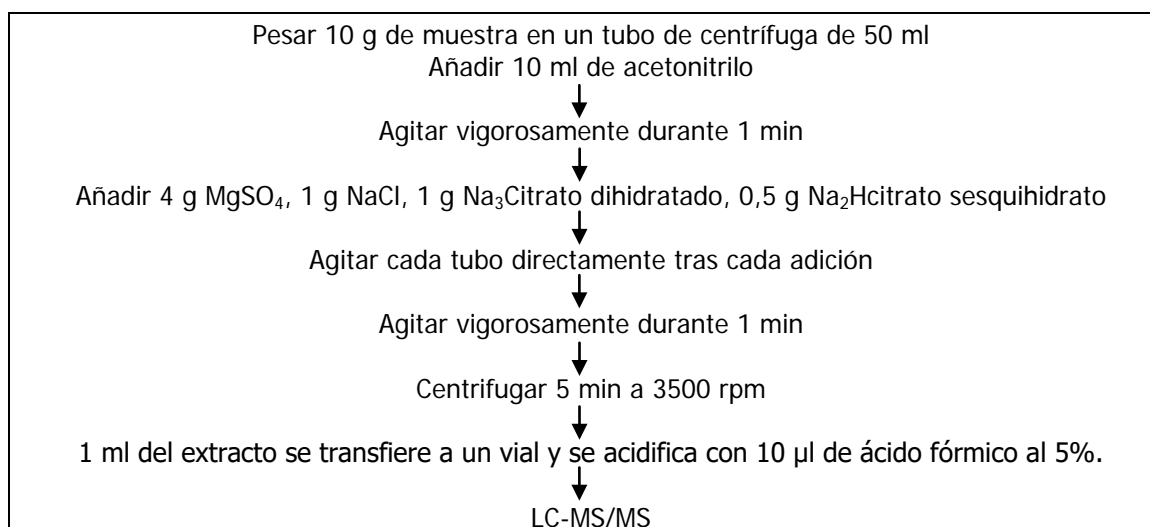 Pesar 10 g de muestra en un tubo de centrífuga de 50 ml
Añadir 10 ml de acetonitrilo
Agitar vigorosamente durante 1 min
Añadir 4 g MgSO₄, 1 g NaCl, 1 g Na₃Citrato dihidratado, 0,5 g Na₂Hcitrato sesquihidrato
Agitar cada tubo directamente tras cada adición
Agitar vigorosamente durante 1 min
Centrifugar 5 min a 3500 rpm
1 ml del extracto se transfiere a un vial y se acidifica con 10 µl de ácido fórmico al 5%.
LC-MS/MS